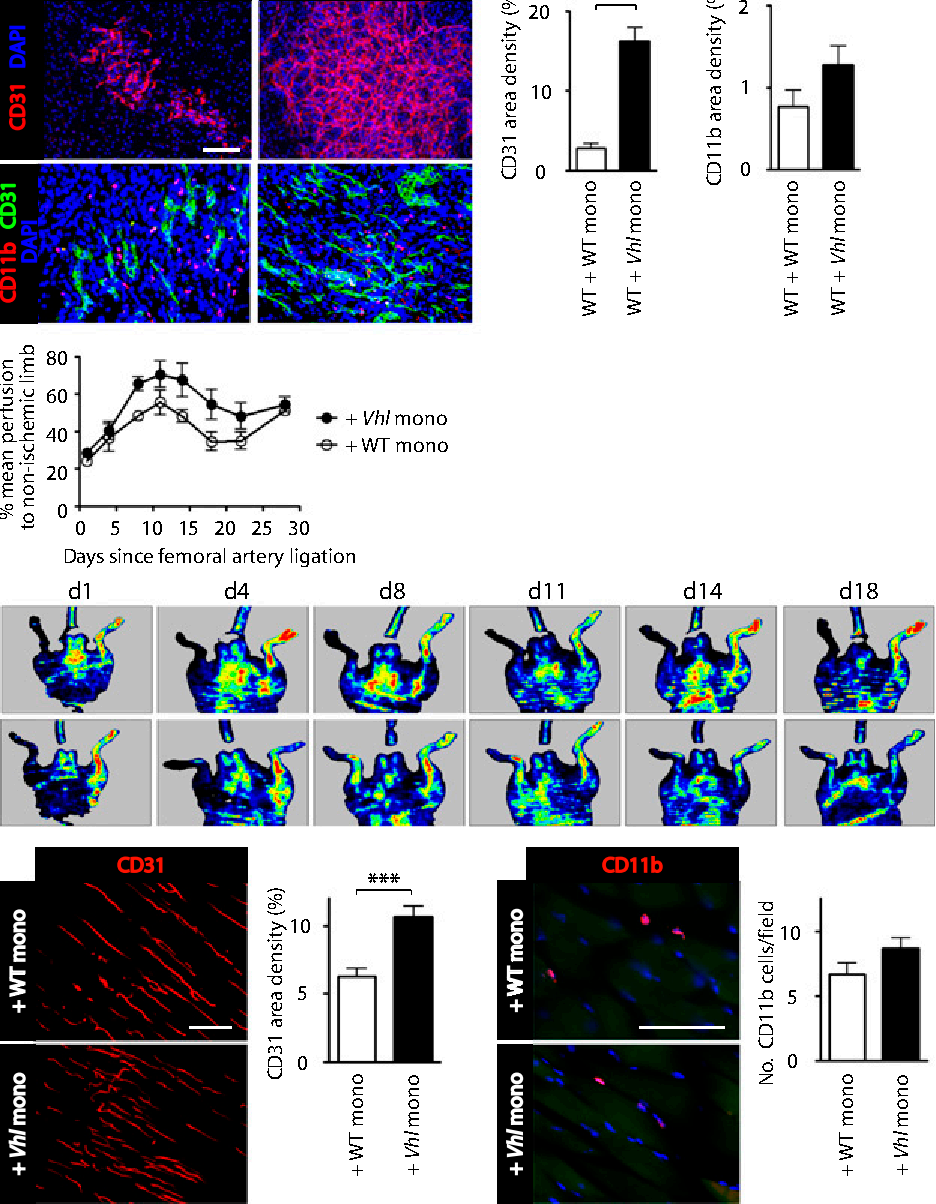 CD31 DAPI
CD31 area density (%
20
10
0
WT + WT mono
WT + Vhl mono
CD11b area density (%
2
1
0
WT + WT mono
WT + Vhl mono
CD11b CD31
DAPI
% mean perfusion
to non-ischemic limb
80
60
40
20
0
0 5 10 15 20 25 30
Days since femoral artery ligation
+ Vhl mono
+ WT mono
d1 d4 d8 d11 d14 d18
CD31
+ WT mono
+ Vhl mono
CD31 area density (%)
***
10
5
0
+ WT mono
+ Vhl mono
CD11b
+ WT mono
+ Vhl mono
No. CD11b cells/field
10
5
0
+ WT mono
+ Vhl mono